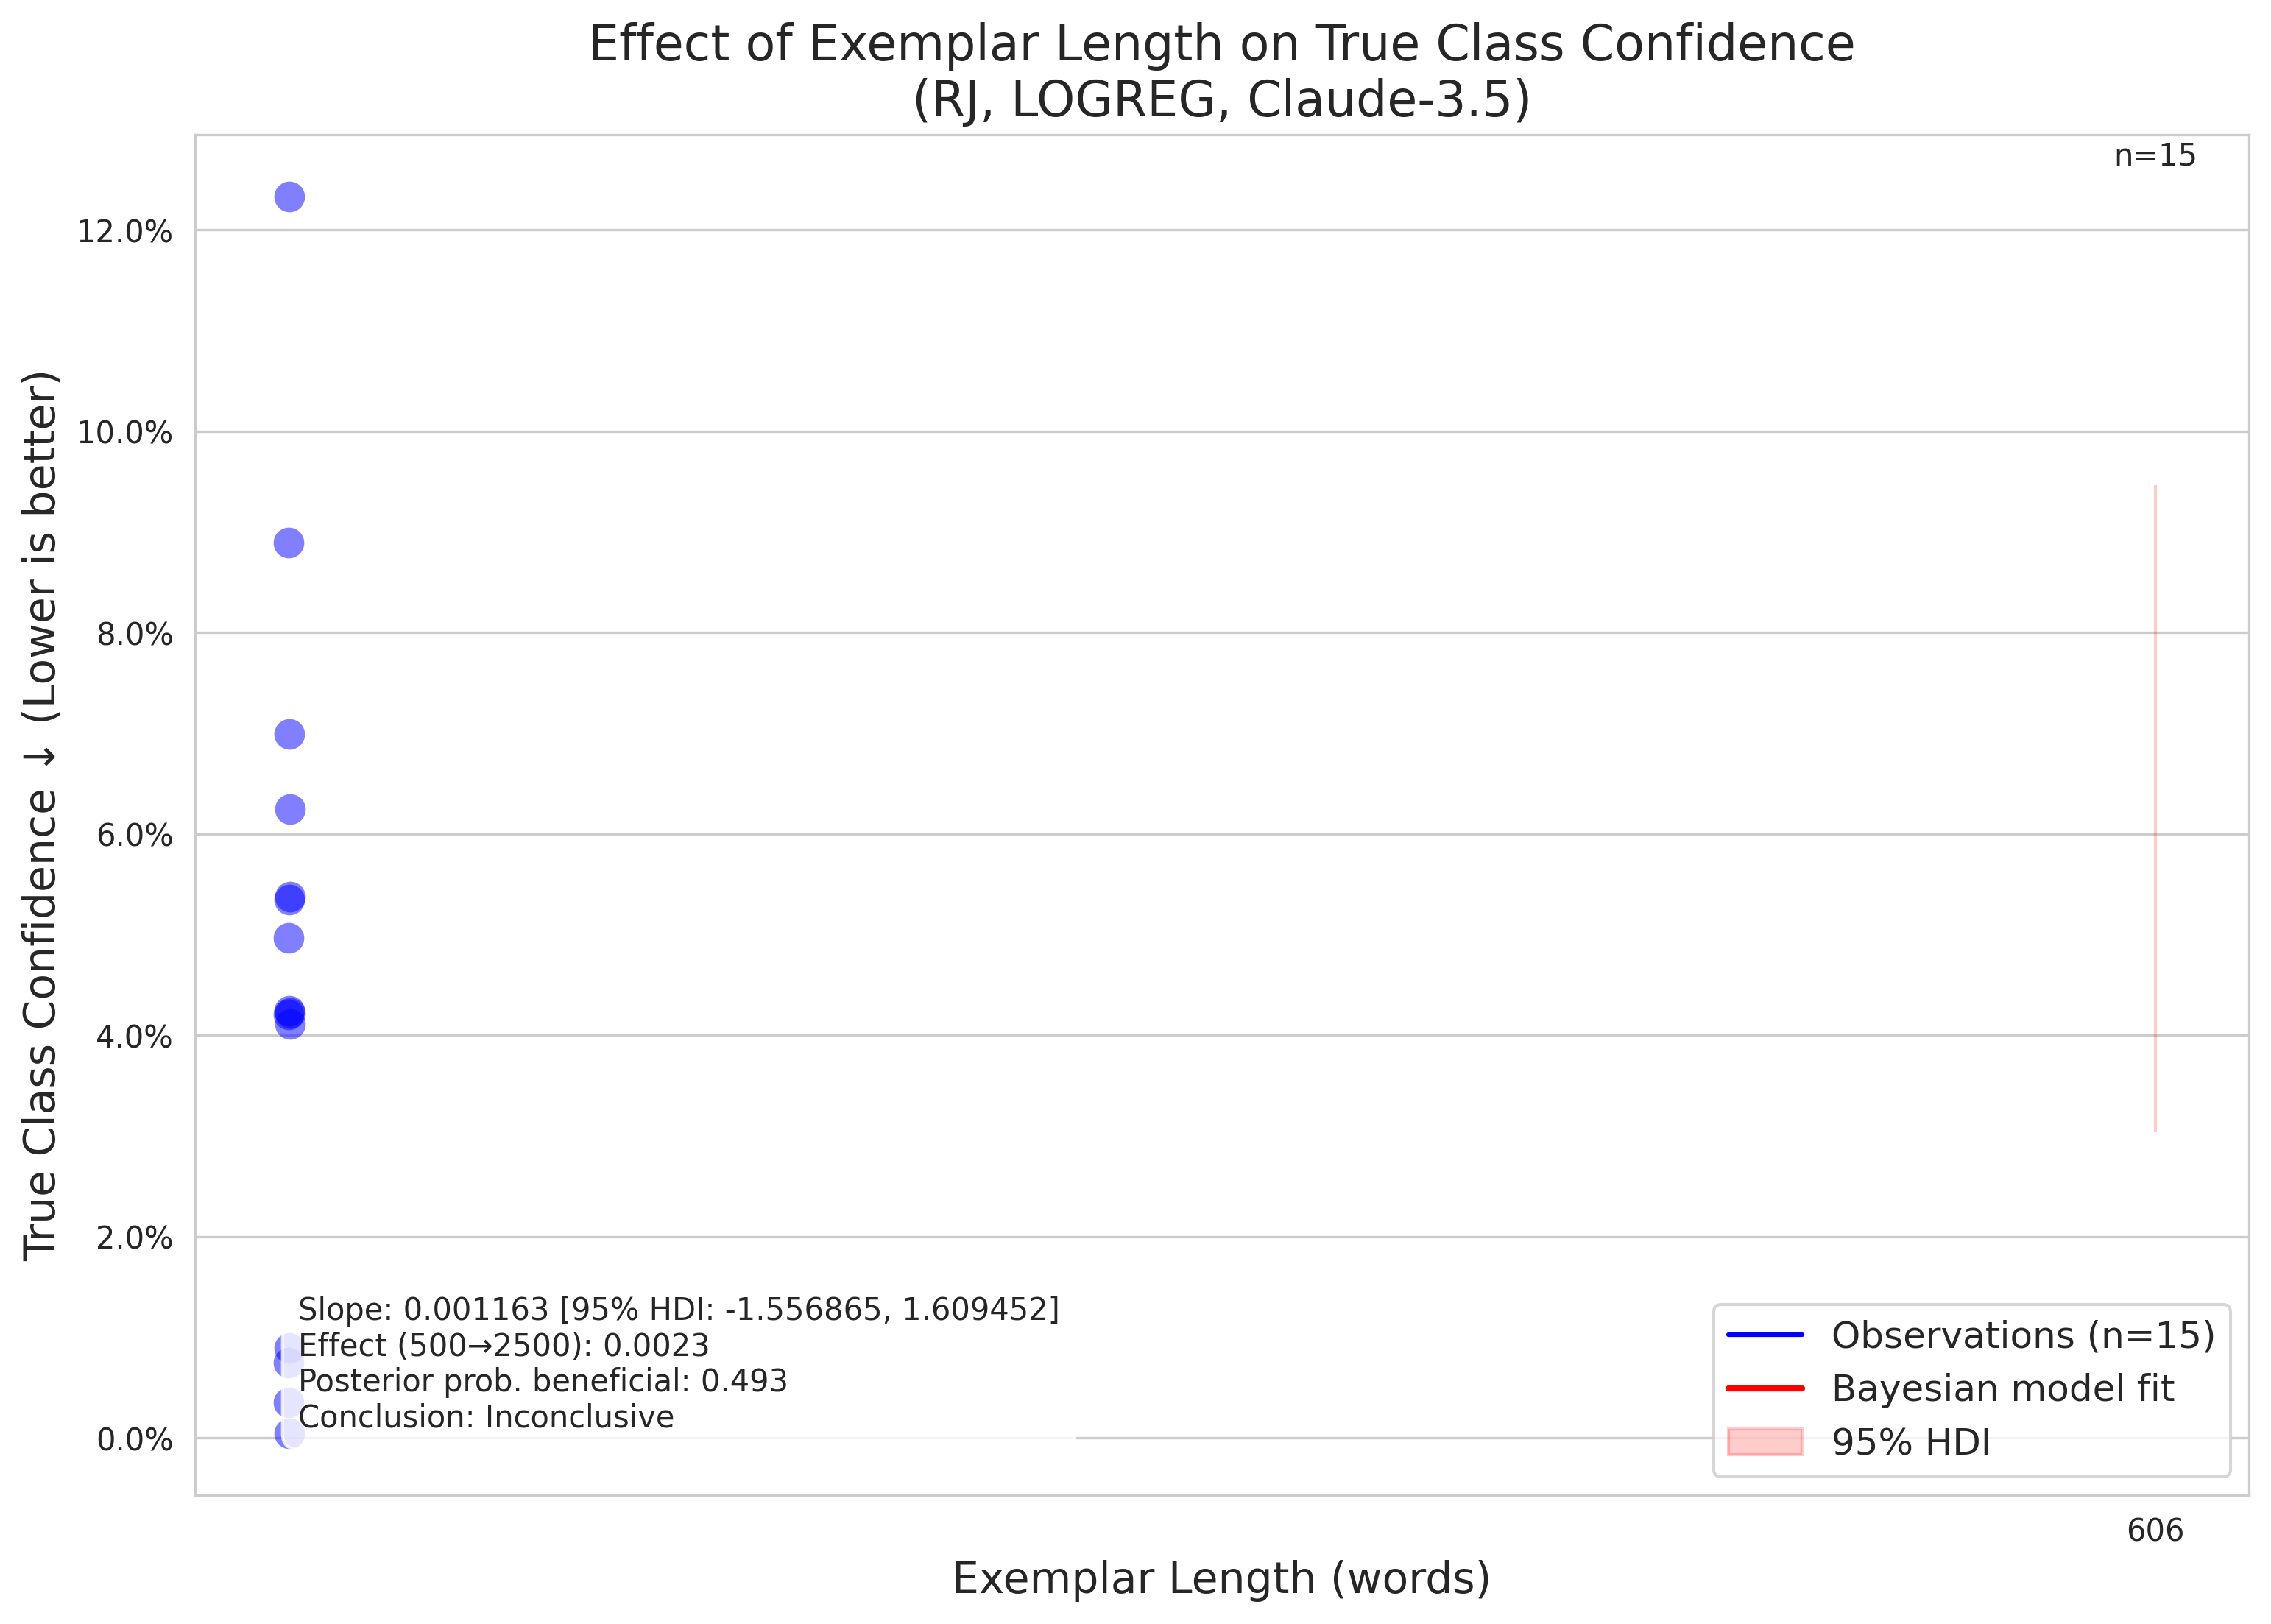 Effect of Exemplar Length on True Class Confidence
(RJ, LOGREG, Claude-3.5)
n=15
True Class Confidence ↓ (Lower is better)
12.0%
10.0%
8.0%
6.0%
4.0%
2.0%
0.0%
Slope: 0.001163 [95% HDI: -1.556865, 1.609452]
Effect (500→2500): 0.0023
Posterior prob. beneficial: 0.493
Conclusion: Inconclusive
Observations (n=15)
Bayesian model fit
95% HDI
606
Exemplar Length (words)